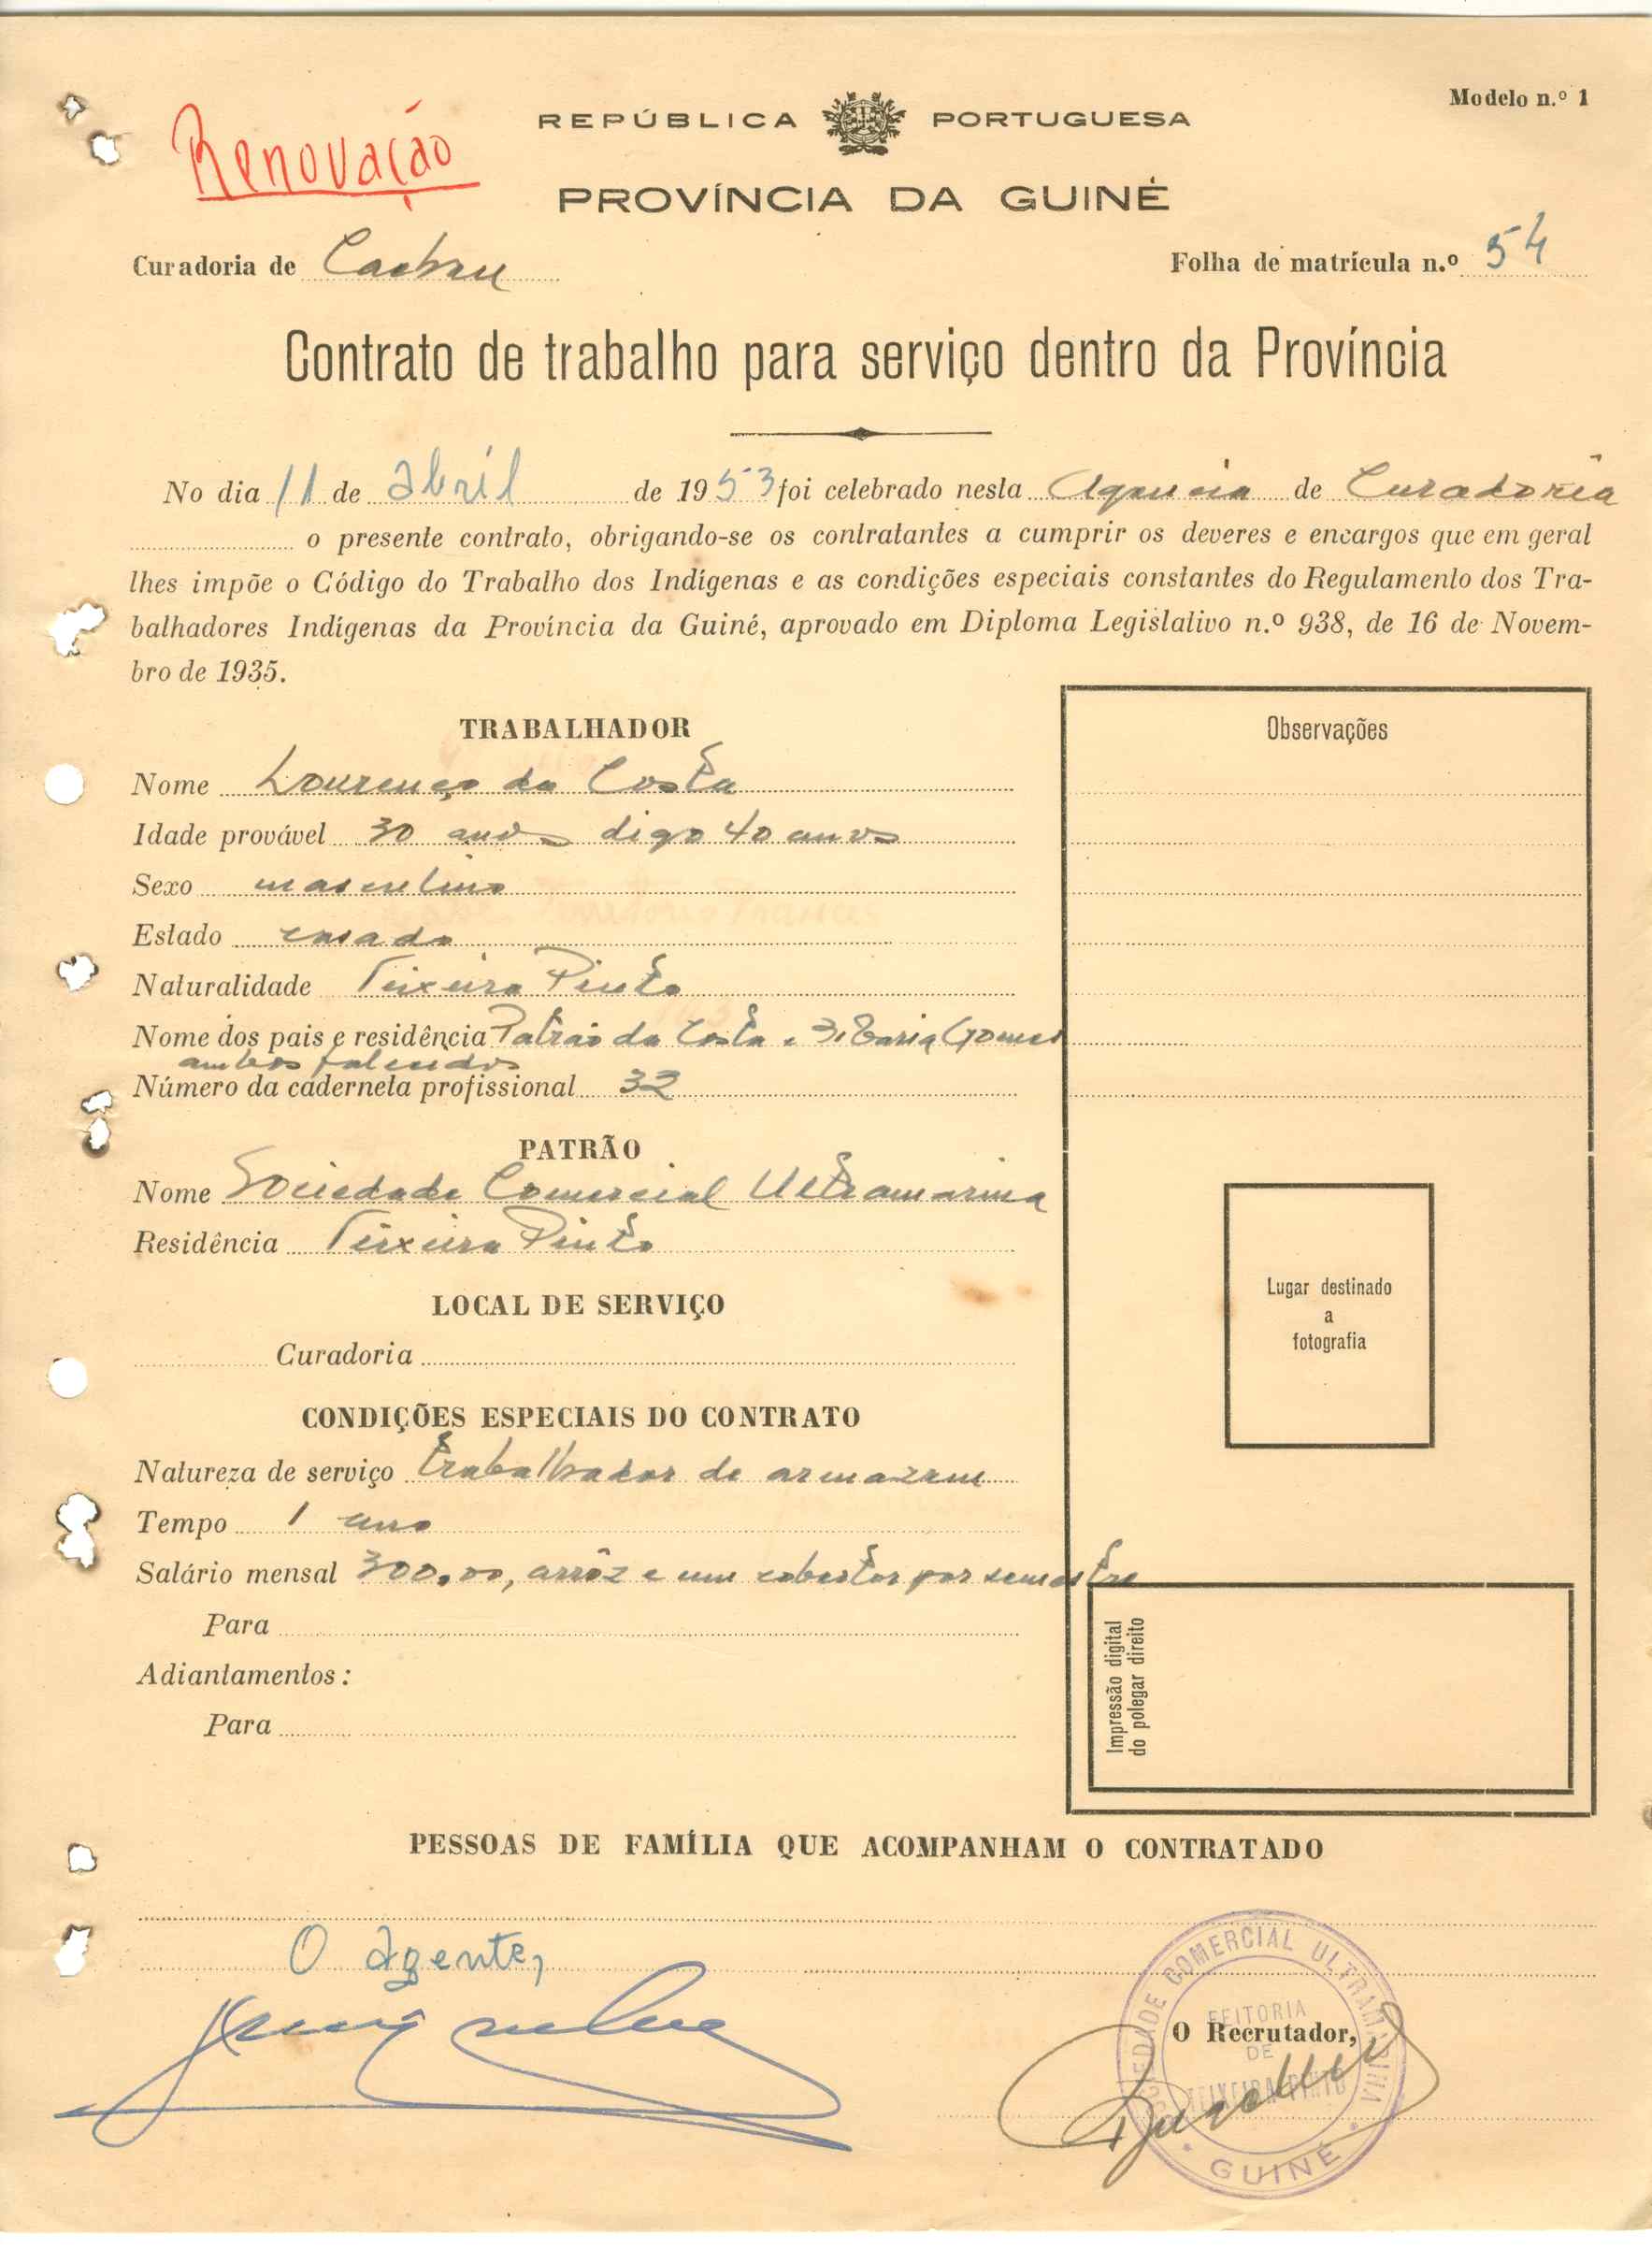 Modelo n.º 1
Renovação
REPÚBLICA PORTUGUESA
PROVÍNCIA DA GUINÉ
Curadoria de Cacheu
Folha de matrícula n.º 54
Contrato de trabalho para serviço dentro da Província
No dia 11 de abril de 1953 foi celebrado nesta Agencia de Curadoria
o presente contrato, obrigando-se os contratantes a cumprir os deveres e encargos que em geral
lhes impõe o Código do Trabalho dos Indígenas e as condições especiais constantes do Regulamento dos Tra-
balhadores Indígenas da Província da Guiné, aprovado em Diploma Legislativo n.º 938, de 16 de Novem-
bro de 1935.
TRABALHADOR
Nome Lourenço da Costa
Idade provável 30 anos digo 40 anos
Sexo masculino
Estado casado
Naturalidade Teixeira Pinto
Nome dos pais e residência da Costa e Gomes
ambos falecidos
Número da caderneta profissional 32
PATRÃO
Nome Sociedade Comercial Ultramarina
Residência Teixeira Pinto
LOCAL DE SERVIÇO
Curadoria
CONDIÇÕES ESPECIAIS DO CONTRATO
Natureza de serviço trabalhador de armazem
Tempo 1 ano
Salário mensal 300,00, arrôz e um cobertor por semestre
Para
Adiantamentos:
Para
Observações
Lugar destinado
a
fotografia
Impressão digital
do polegar direito
PESSOAS DE FAMÍLIA QUE ACOMPANHAM O CONTRATADO
O agente,
O Recrutador,
SOCIEDADE COMERCIAL ULTRAMARINA
FEITORIA
DE
TEIXEIRA PINTO
GUINÉ